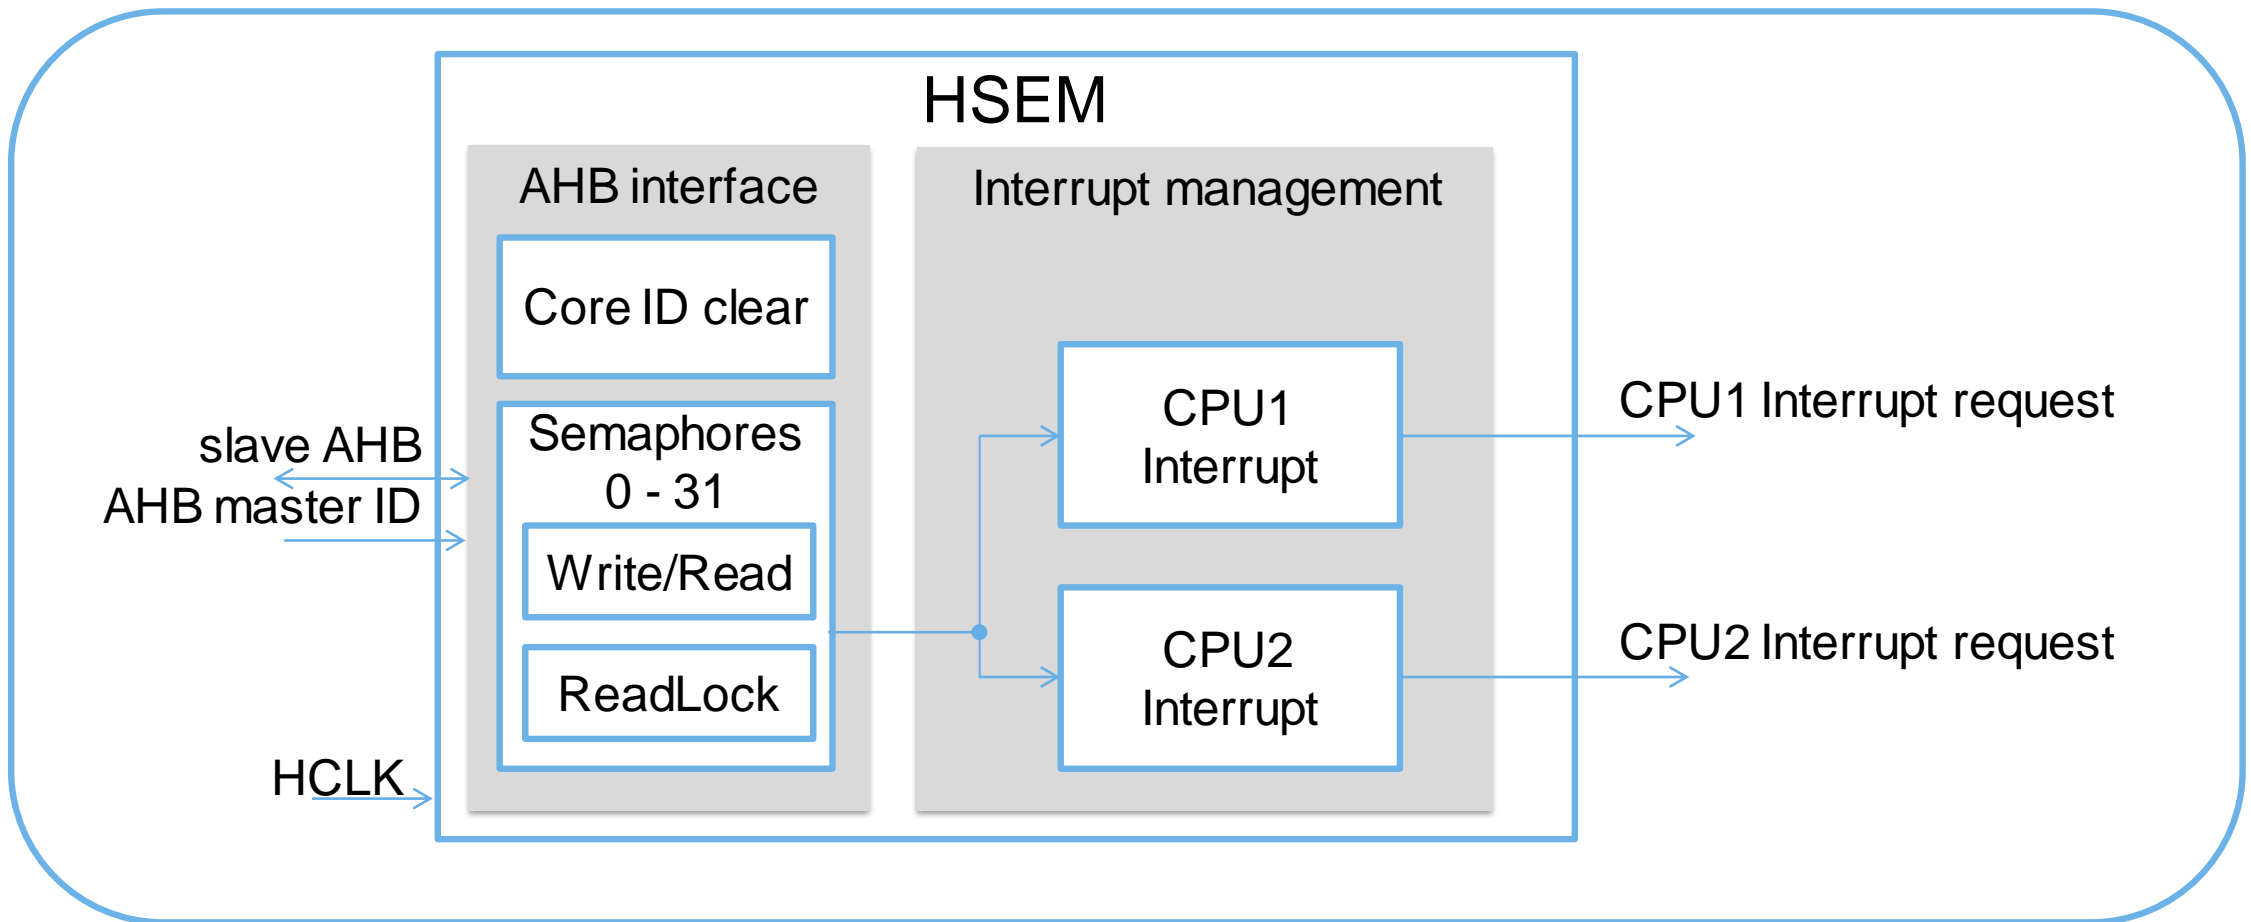 HSEM
AHB interface
Core ID clear
Semaphores
0 - 31
Write/Read
ReadLock
Interrupt management
CPU1
Interrupt
CPU2
Interrupt
slave AHB
AHB master ID
HCLK
CPU1 Interrupt request
CPU2 Interrupt request